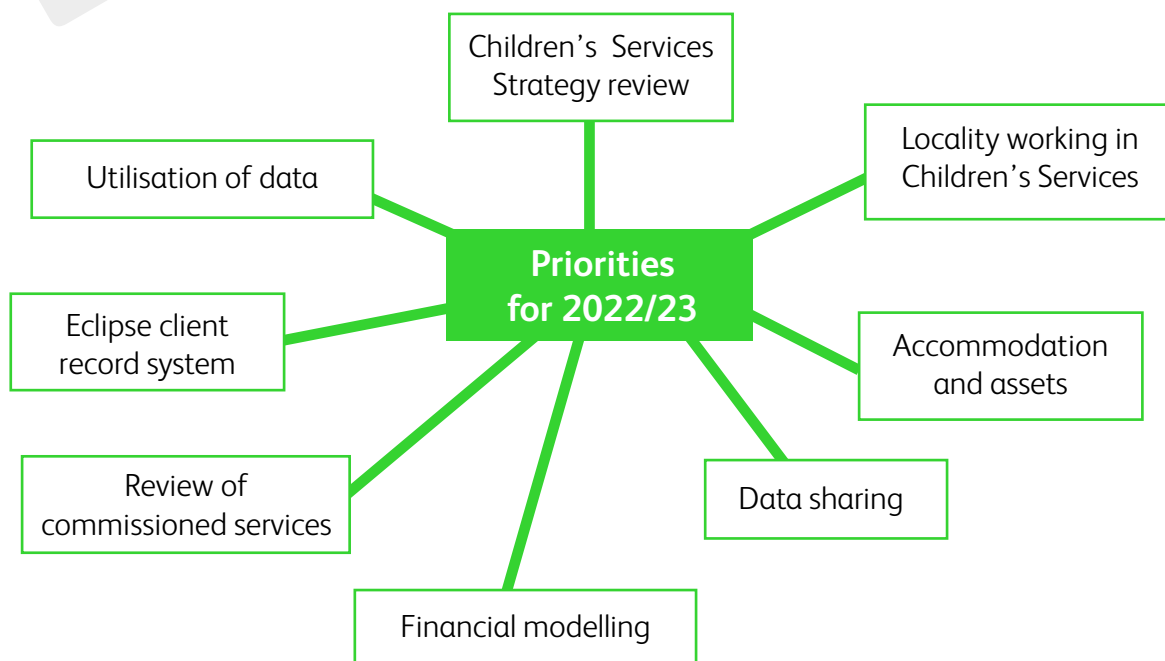 Children's  Services
Strategy review
Locality working in
Children's Services
Utilisation of data
Priorities
for 2022/23
Eclipse client
record system
Accommodation
and assets
Review of
commissioned services
Data sharing
Financial modelling